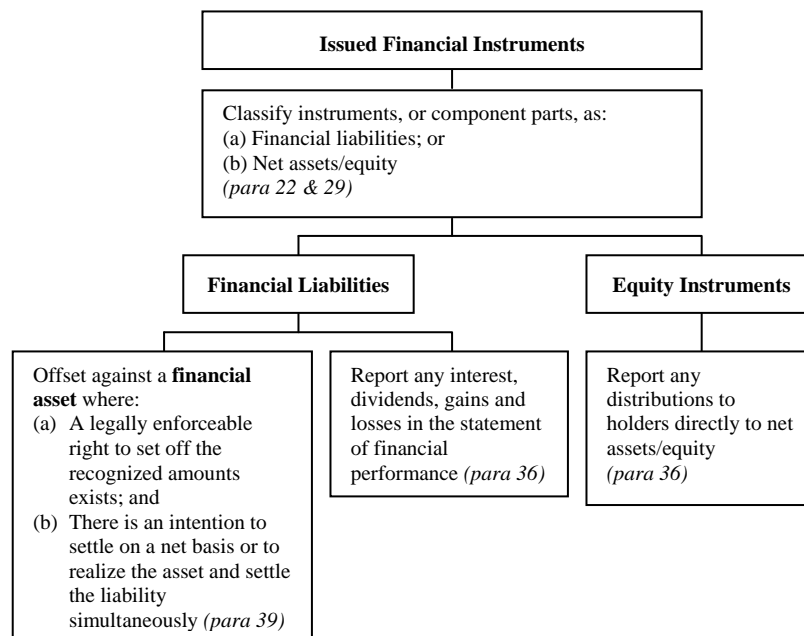 Issued Financial Instruments
Classify instruments, or component parts, as:
(a) Financial liabilities; or
(b) Net assets/equity
(para 22 & 29)
Financial Liabilities
Equity Instruments
Offset against a financial
asset where:
(a) A legally enforceable
right to set off the
recognized amounts
exists; and
(b) There is an intention to
settle on a net basis or to
realize the asset and settle
the liability
simultaneously (para 39)
Report any interest,
dividends, gains and
losses in the statement
of financial
performance (para 36)
Report any
distributions to
holders directly to net
assets/equity
(para 36)